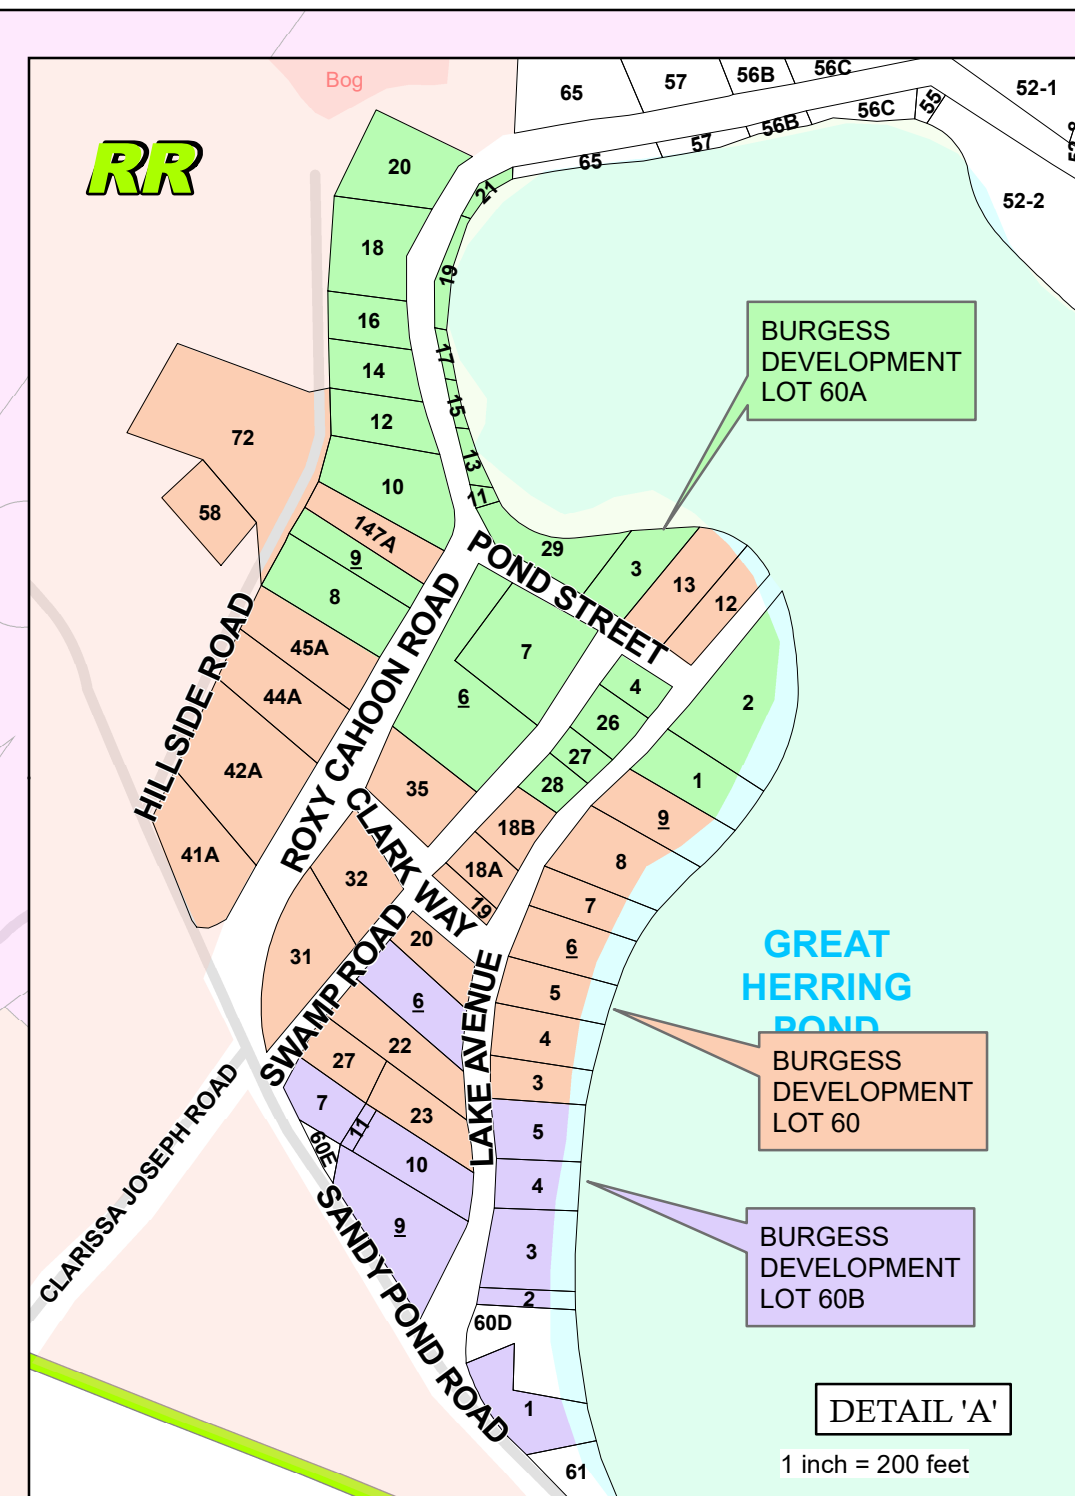 Bog
RR
65
57
56B
56C
52-1
65
57
56B
56C
55
52-2
20
21
18
19
16
17
14
15
12
13
10
11
72
58
147A
9
8
45A
44A
42A
41A
HILLSIDE ROAD
ROXY CAHOON ROAD
POND STREET
29
3
13
12
7
6
4
26
27
28
2
1
BURGESS
DEVELOPMENT
LOT 60A
35
CLARK WAY
18B
18A
19
9
8
7
6
5
4
3
32
31
SWAMP ROAD
20
6
22
27
23
LAKE AVENUE
7
11
10
60E
9
5
4
3
2
60D
1
61
GREAT
HERRING
POND
BURGESS
DEVELOPMENT
LOT 60
BURGESS
DEVELOPMENT
LOT 60B
CLARISSA JOSEPH ROAD
SANDY POND ROAD
DETAIL 'A'
1 inch = 200 feet